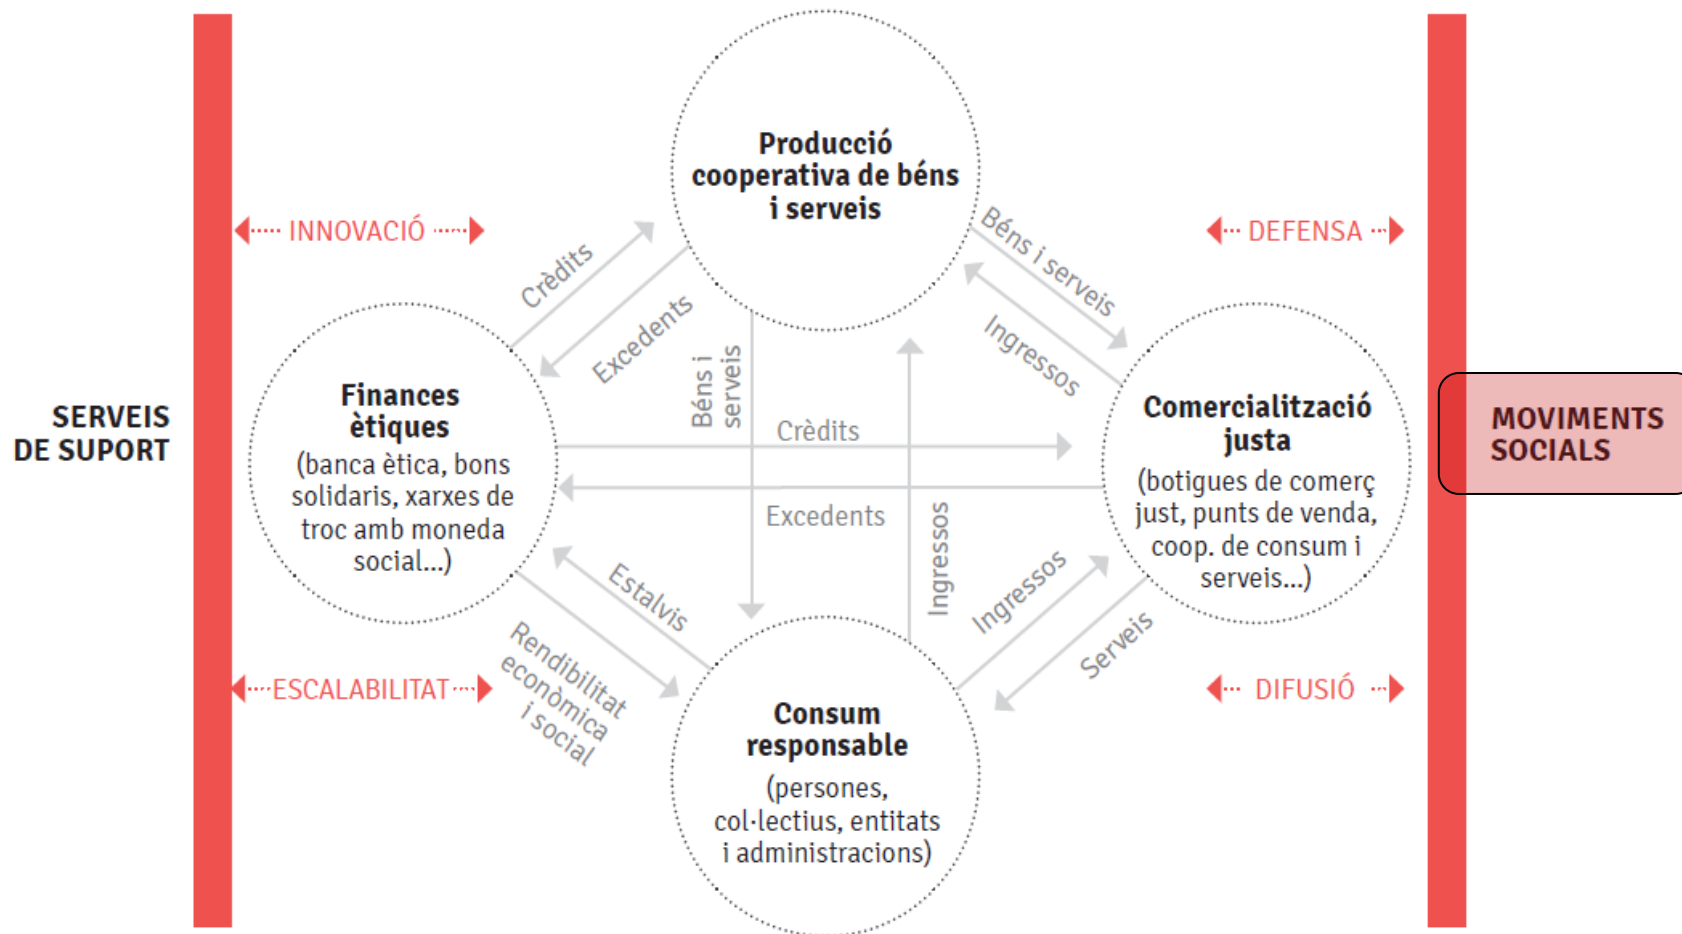 Producció
cooperativa de béns
i serveis
INNOVACIÓ
DEFENSA
Crèdits
Excedents
Béns i serveis
Ingressos
Béns i
serveis
Finances
ètiques
(banca ètica, bons
solidaris, xarxes de
troc amb moneda
social...)
Crèdits
Excedents
Comercialització
justa
(botigues de comerç
just, punts de venda,
coop. de consum i
serveis...)
SERVEIS
DE SUPORT
MOVIMENTS
SOCIALS
Estalvis
Rendibilitat
econòmica
i social
Ingressos
Ingressos
Serveis
ESCALABILITAT
DIFUSIÓ
Consum
responsable
(persones,
col·lectius, entitats
i administracions)